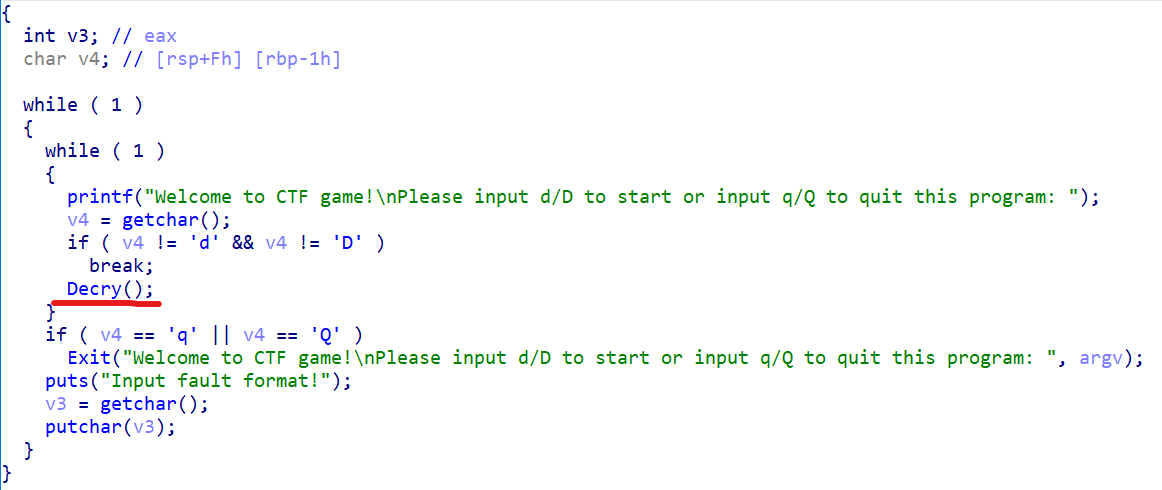 {
  int v3; // eax
  char v4; // [rsp+Fh] [rbp-1h]

  while ( 1 )
  {
    while ( 1 )
    {
      printf("Welcome to CTF game!\nPlease input d/D to start or input q/Q to quit this program: ");
      v4 = getchar();
      if ( v4 != 'd' && v4 != 'D' )
        break;
      Decry();
    }
    if ( v4 == 'q' || v4 == 'Q' )
      Exit("Welcome to CTF game!\nPlease input d/D to start or input q/Q to quit this program: ", argv);
    puts("Input fault format!");
    v3 = getchar();
    putchar(v3);
  }
}